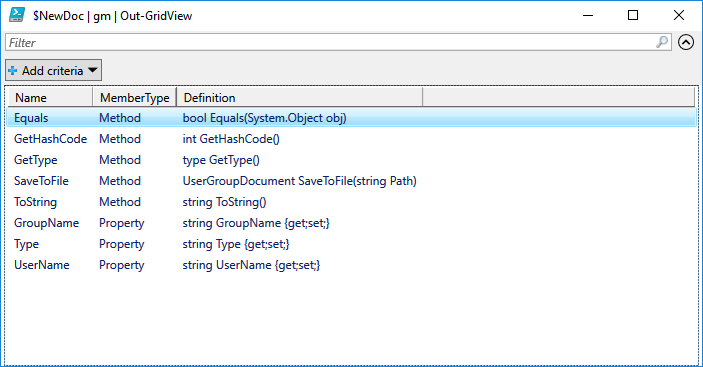 $NewDoc | gm | Out-GridView
Filter
Add criteria
Name MemberType Definition
Equals Method bool Equals(System.Object obj)
GetHashCode Method int GetHashCode()
GetType Method type GetType()
SaveToFile Method UserGroupDocument SaveToFile(string Path)
ToString Method string ToString()
GroupName Property string GroupName {get;set;}
Type Property string Type {get;set;}
UserName Property string UserName {get;set;}